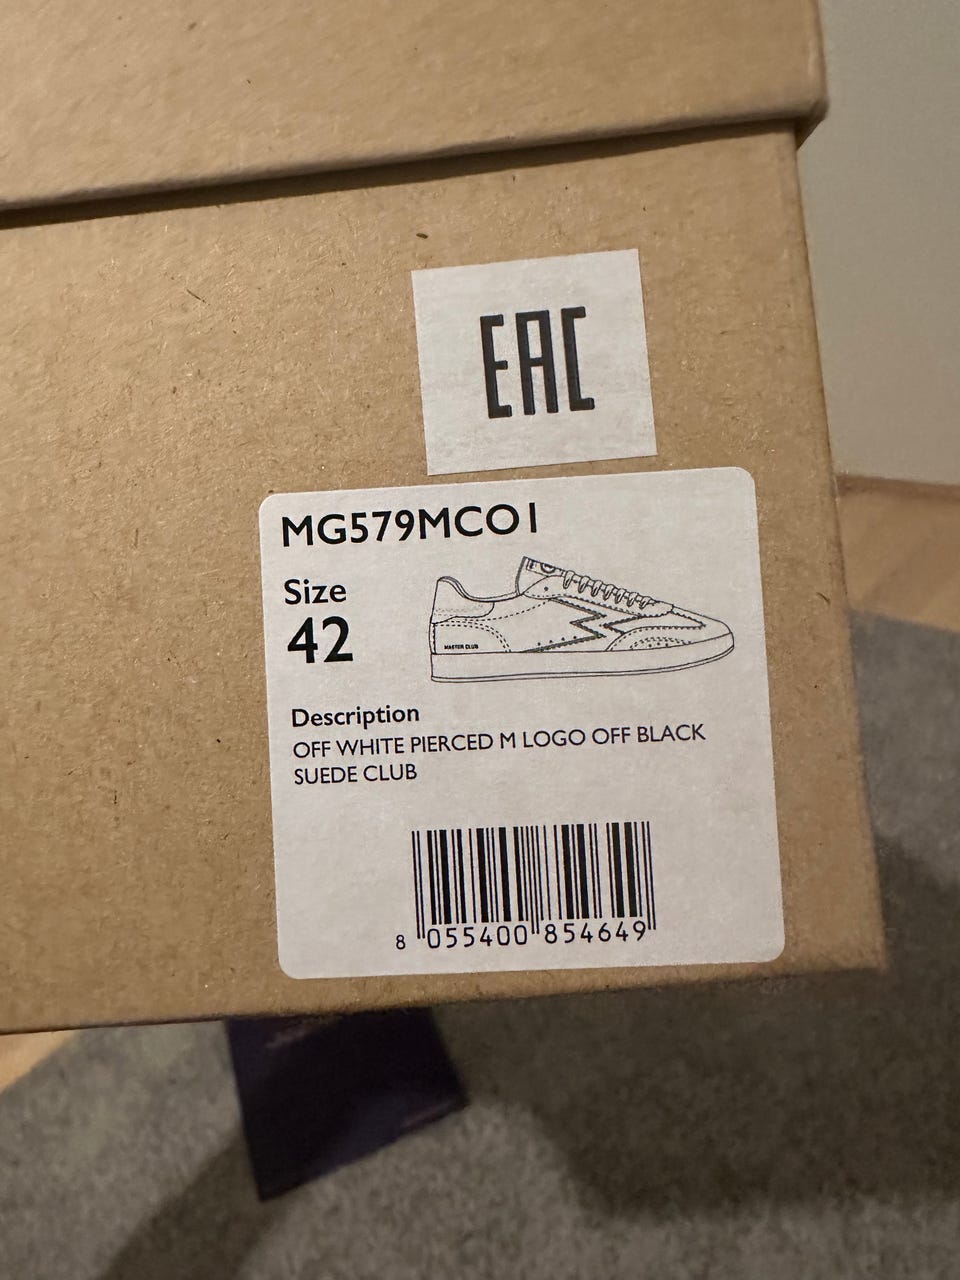 EAC
MG579MCO1
Size
42
MASTER CLUB
Description
OFF WHITE PIERCED M LOGO OFF BLACK
SUEDE CLUB
8 055400 854649